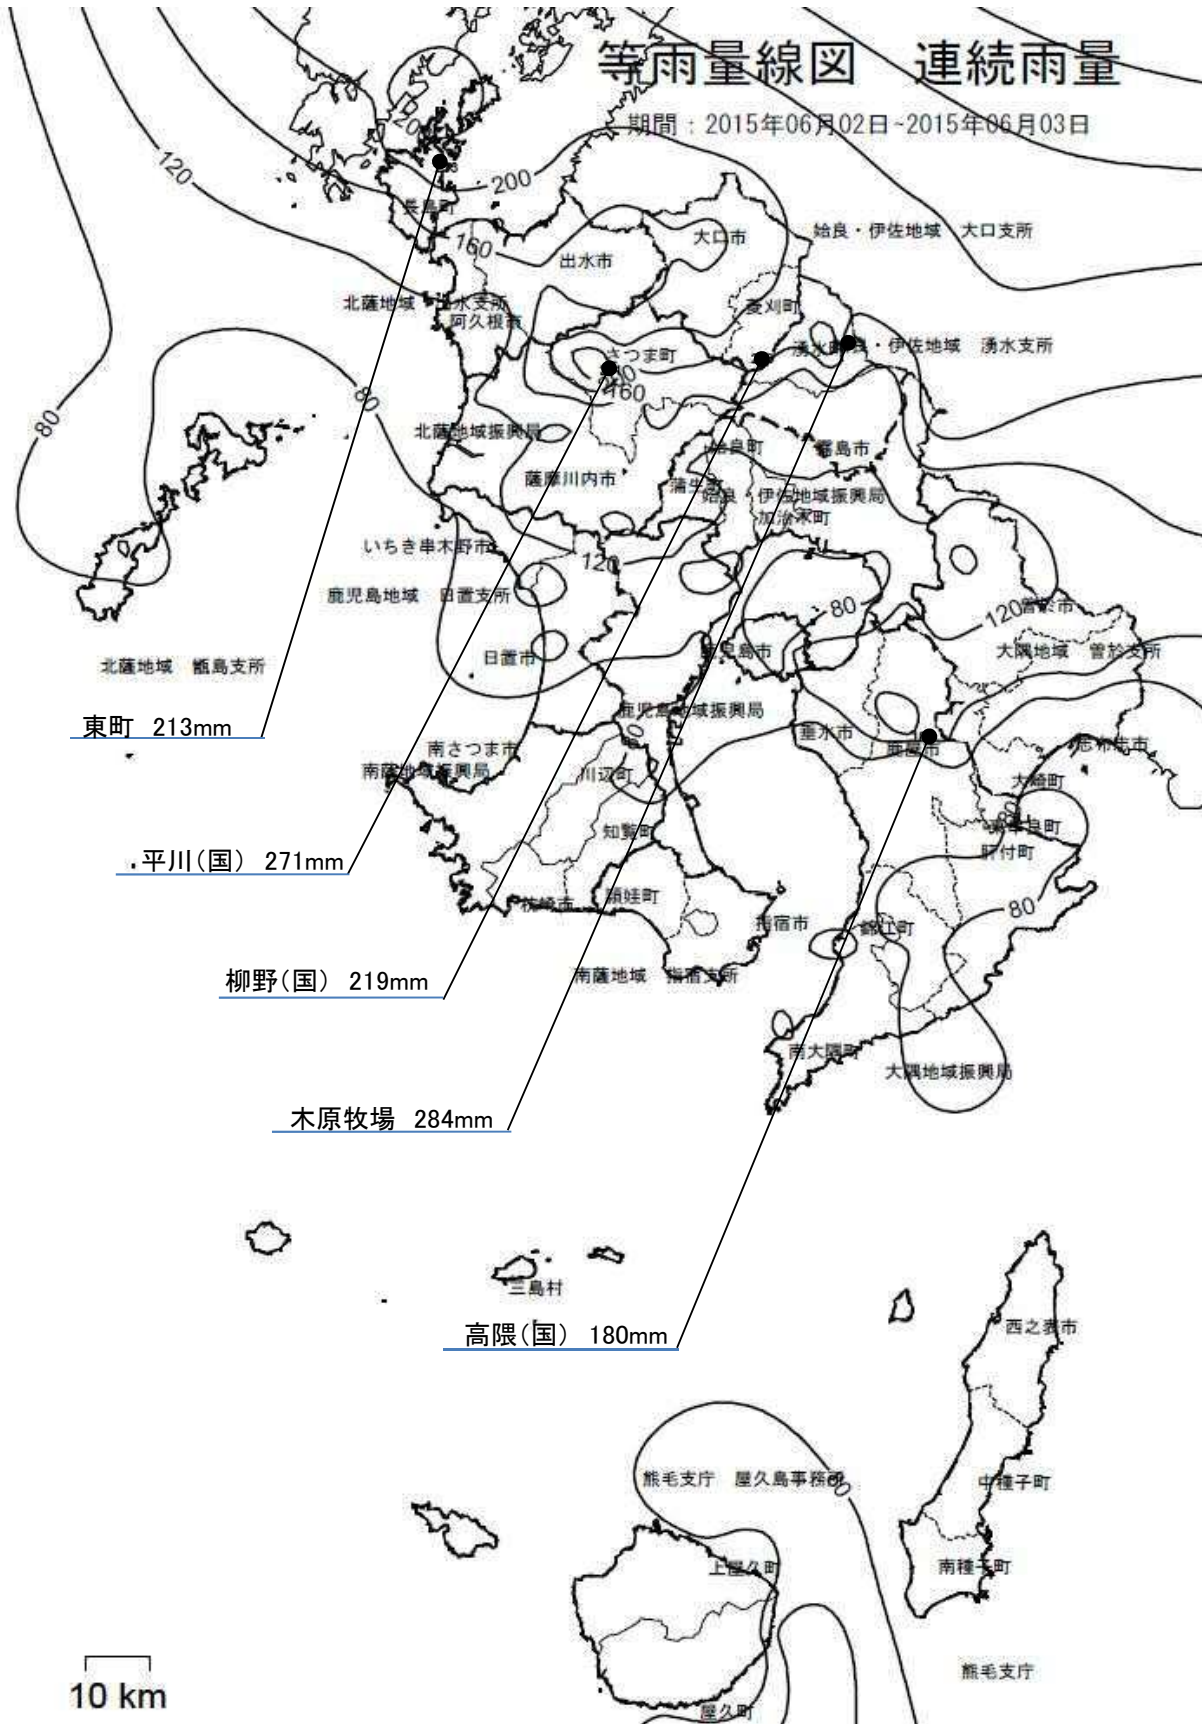 等雨量線図　連続雨量
期間：2015年06月02日~2015年06月03日
120
200
200
長島町
160
大口市
姶良・伊佐地域　大口支所
出水市
阿久根市
菱刈町
さつま町
姶良・伊佐地域　湧水支所
160
80
80
北薩地域振興局
霧島市
薩摩川内市
姶良・伊佐地域振興局
加治木町
いちき串木野市
120
鹿児島地域　日置支所
80
120
曽於市
北薩地域　甑島支所
日置市
鹿児島市
大隅地域　曽於支所
東町　213mm
鹿児島地域振興局
垂水市
鹿屋市
志布志市
南さつま市
南薩地域振興局
川辺町
大崎町
80
知覧町
肝付町
平川(国)　271mm
枕崎市
頴娃町
指宿市
錦江町
80
柳野(国)　219mm
南薩地域　指宿支所
南大隅町
大隅地域振興局
木原牧場　284mm
三島村
高隈(国)　180mm
西之表市
熊毛支庁　屋久島事務所
中種子町
上屋久町
南種子町
熊毛支庁
屋久町
10 km